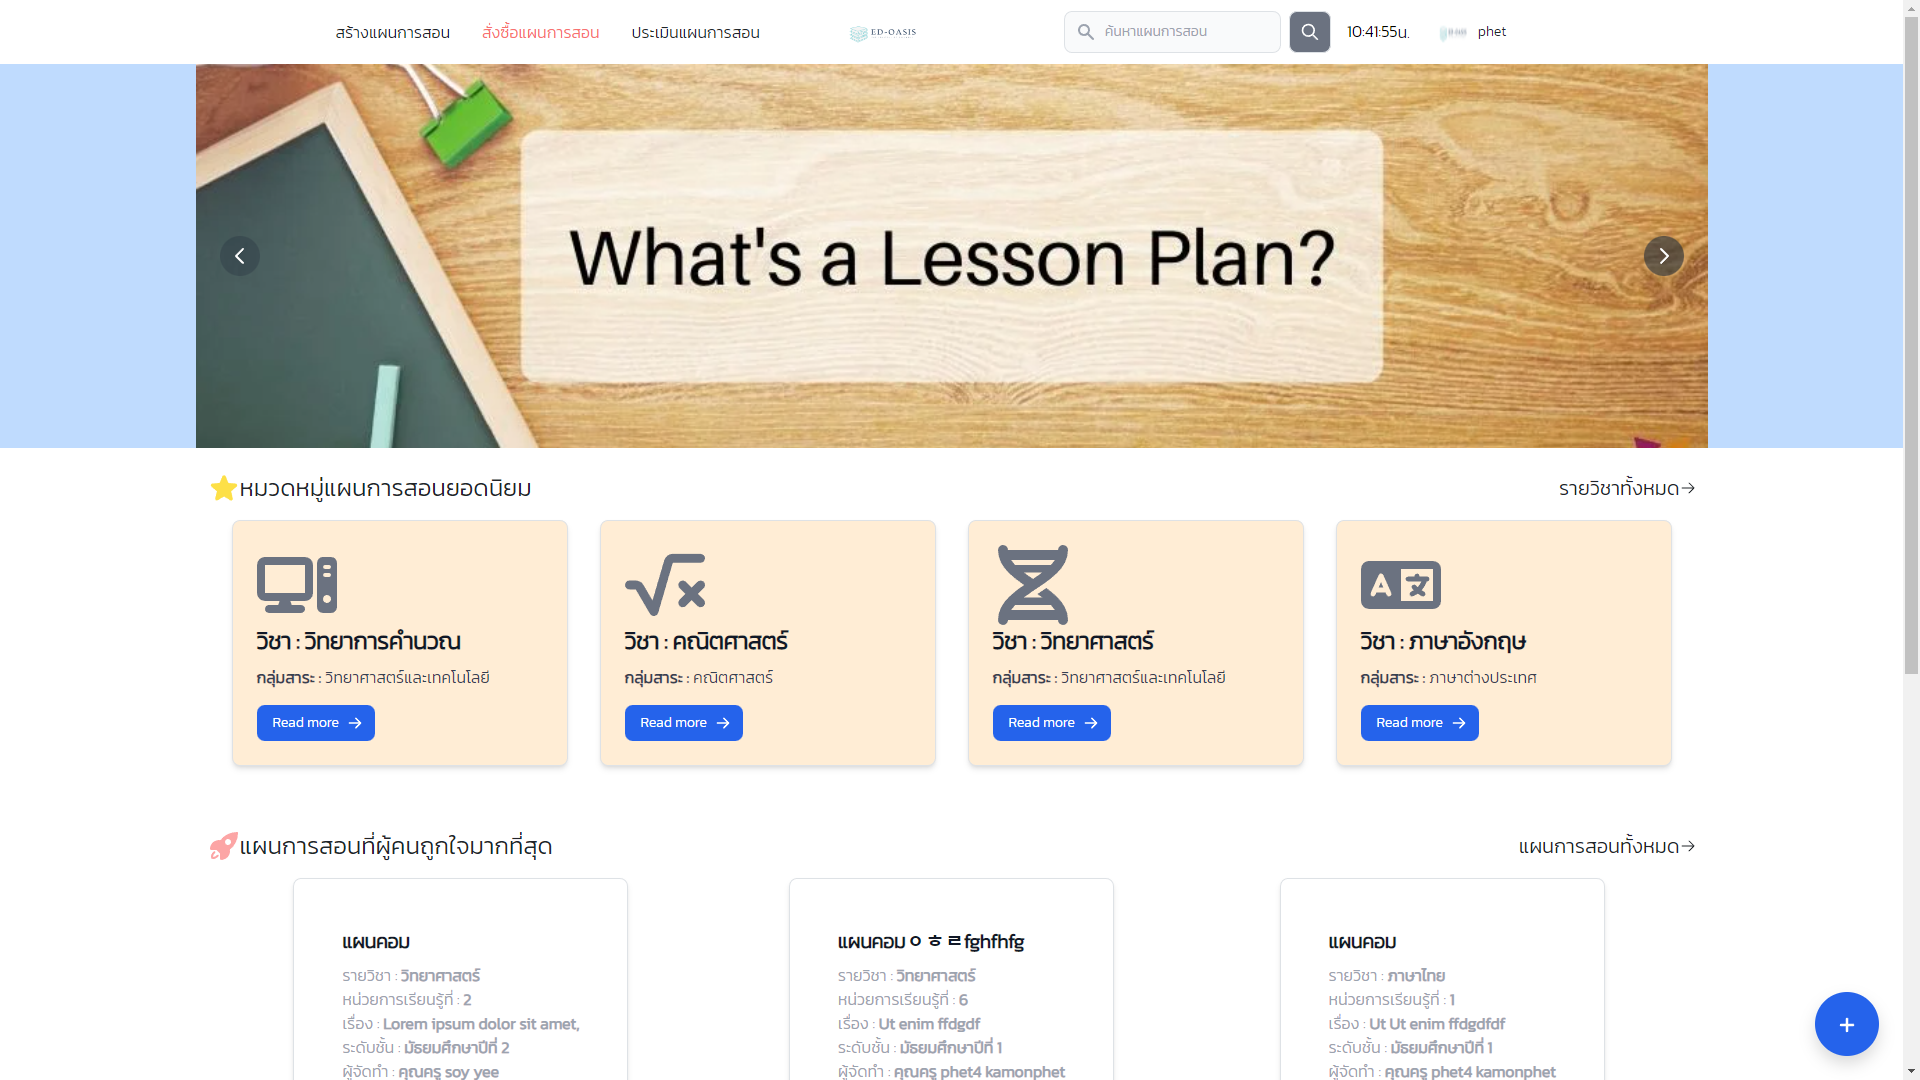 สร้างแผนการสอน สั่งซื้อแผนการสอน ประเมินแผนการสอน ED-OASIS ค้นหาแผนการสอน 10:41:55น. phet
What's a Lesson Plan?
หมวดหมู่แผนการสอนยอดนิยม รายวิชาทั้งหมด
วิชา : วิทยาการคำนวณ
กลุ่มสาระ : วิทยาศาสตร์และเทคโนโลยี
Read more
วิชา : คณิตศาสตร์
กลุ่มสาระ : คณิตศาสตร์
Read more
วิชา : วิทยาศาสตร์
กลุ่มสาระ : วิทยาศาสตร์และเทคโนโลยี
Read more
วิชา : ภาษาอังกฤษ
กลุ่มสาระ : ภาษาต่างประเทศ
Read more
แผนการสอนที่ผู้คนถูกใจมากที่สุด แผนการสอนทั้งหมด
แผนคอม
รายวิชา : วิทยาศาสตร์
หน่วยการเรียนรู้ที่ : 2
เรื่อง : Lorem ipsum dolor sit amet,
ระดับชั้น : มัธยมศึกษาปีที่ 2
ผู้จัดทำ : คุณครู soy yee
แผนคอมㅇㅎㄹfghfhfg
รายวิชา : วิทยาศาสตร์
หน่วยการเรียนรู้ที่ : 6
เรื่อง : Ut enim ffdgdf
ระดับชั้น : มัธยมศึกษาปีที่ 1
ผู้จัดทำ : คุณครู phet4 kamonphet
แผนคอม
รายวิชา : ภาษาไทย
หน่วยการเรียนรู้ที่ : 1
เรื่อง : Ut Ut enim ffdgdfdf
ระดับชั้น : มัธยมศึกษาปีที่ 1
ผู้จัดทำ : คุณครู phet4 kamonphet